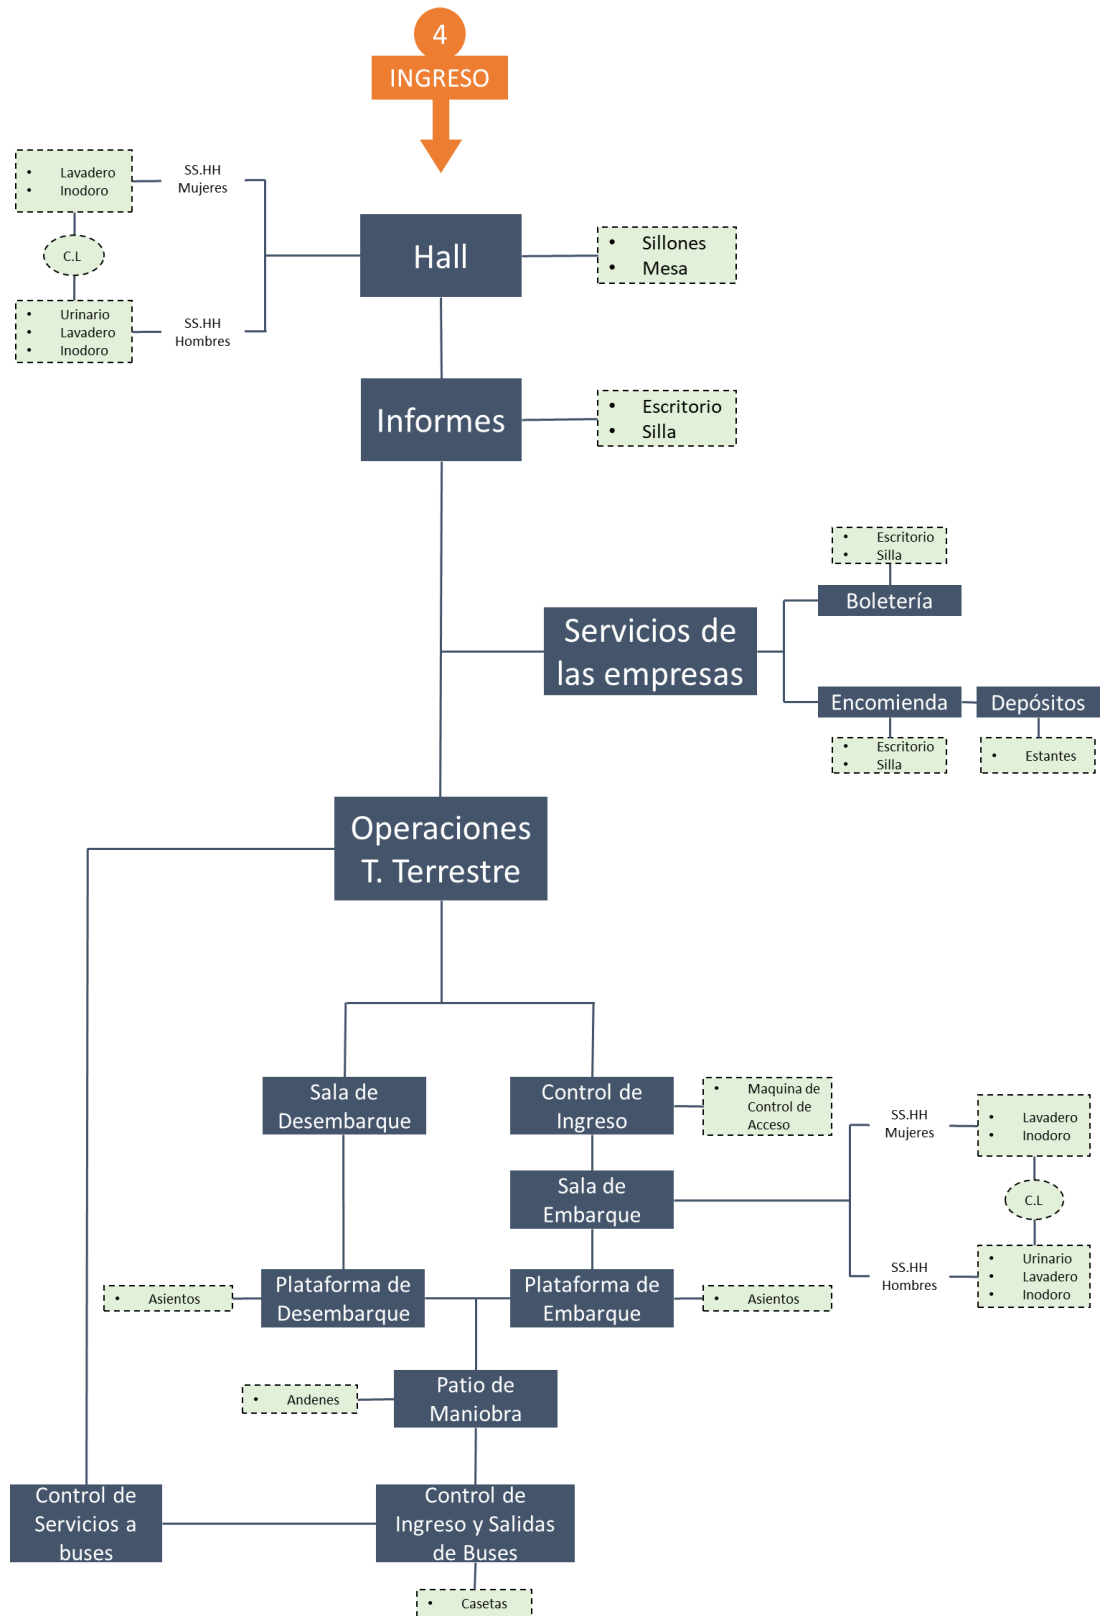 4
INGRESO
• Lavadero
• Inodoro
SS.HH
Mujeres
C.L
• Urinario
• Lavadero
• Inodoro
SS.HH
Hombres
Hall
• Sillones
• Mesa
Informes
• Escritorio
• Silla
Servicios de
las empresas
• Escritorio
• Silla
Boletería
Encomienda
• Escritorio
• Silla
Depósitos
• Estantes
Operaciones
T. Terrestre
Sala de
Desembarque
Control de
Ingreso
• Maquina de
Control de
Acceso
Sala de
Embarque
SS.HH
Mujeres
• Lavadero
• Inodoro
C.L
SS.HH
Hombres
• Urinario
• Lavadero
• Inodoro
• Asientos
Plataforma de
Desembarque
Plataforma de
Embarque
• Asientos
• Andenes
Patio de
Maniobra
Control de
Servicios a
buses
Control de
Ingreso y Salidas
de Buses
• Casetas